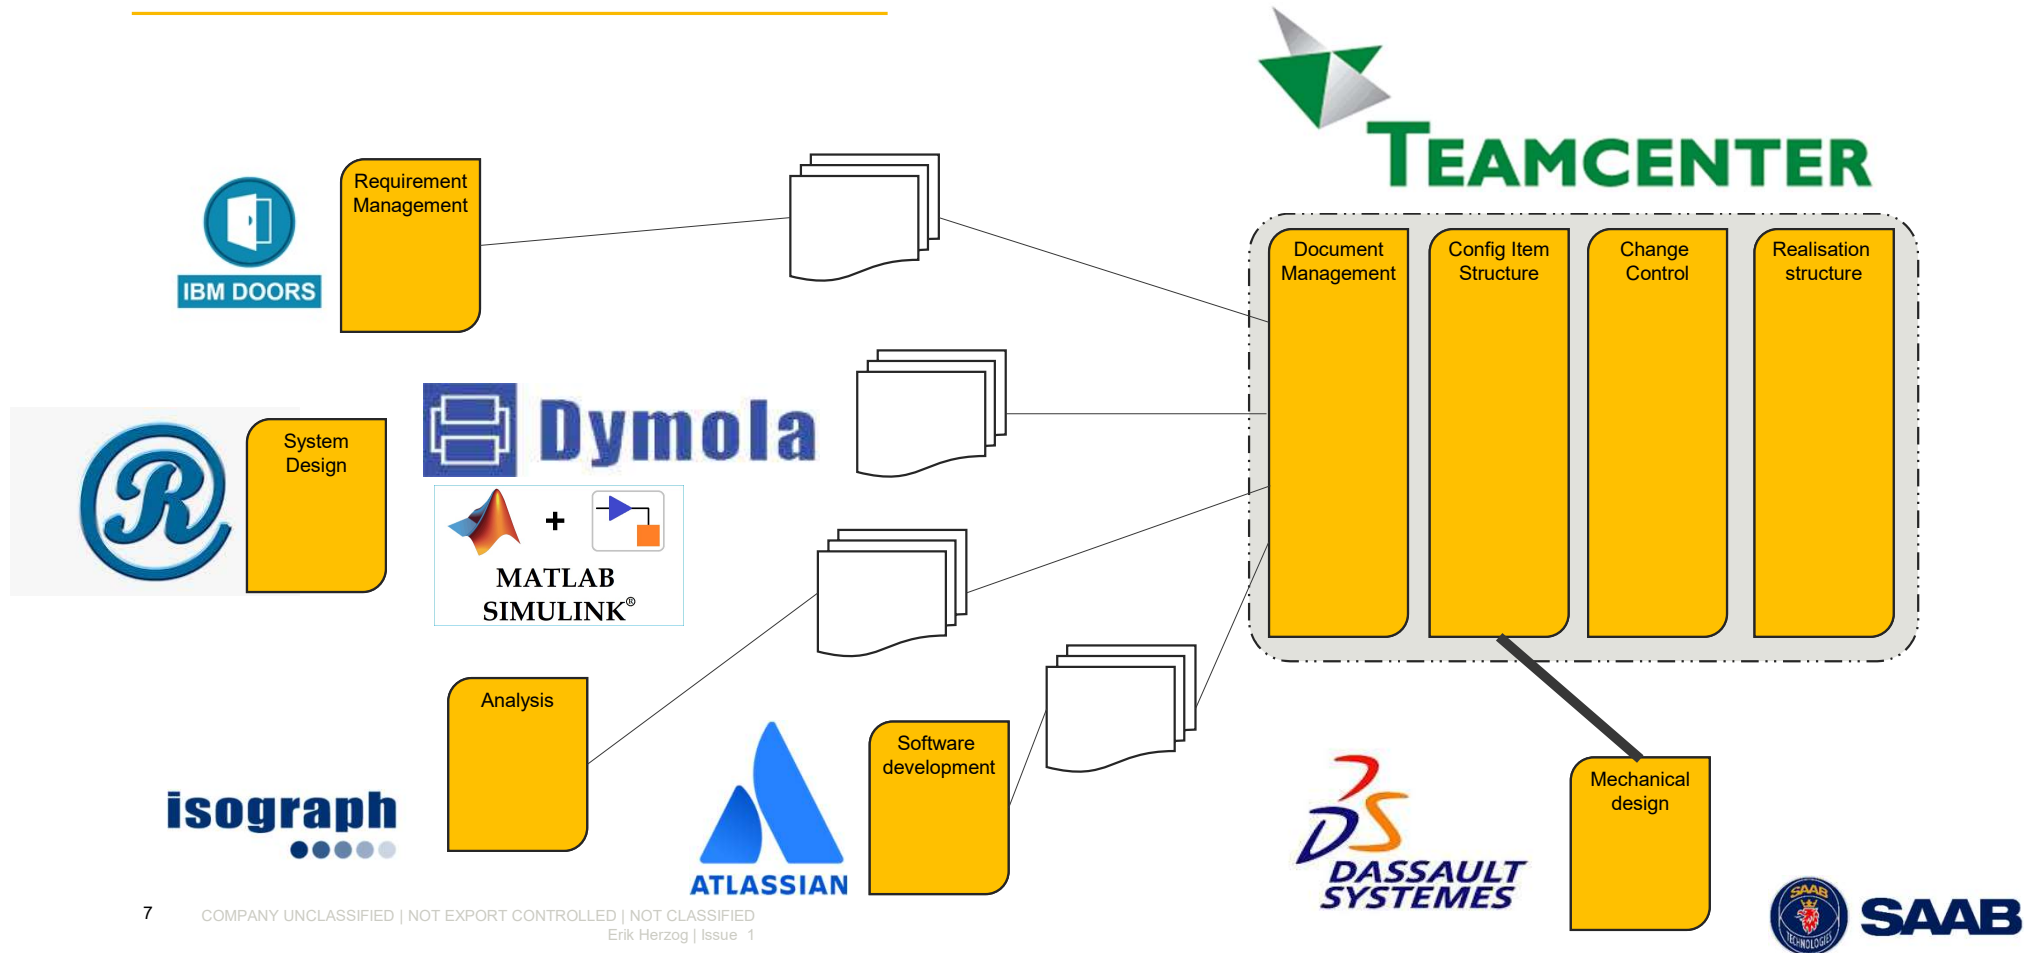 TEAMCENTER
Requirement
Management
IBM DOORS
Document
Management
Config Item
Structure
Change
Control
Realisation
structure
R
System
Design
Dymola
+
MATLAB
SIMULINK®
Analysis
isograph
ATLASSIAN
Software
development
DS
DASSAULT
SYSTEMES
Mechanical
design
7
COMPANY UNCLASSIFIED | NOT EXPORT CONTROLLED | NOT CLASSIFIED
Erik Herzog | Issue 1
SAAB
TECHNOLOGIES
SAAB